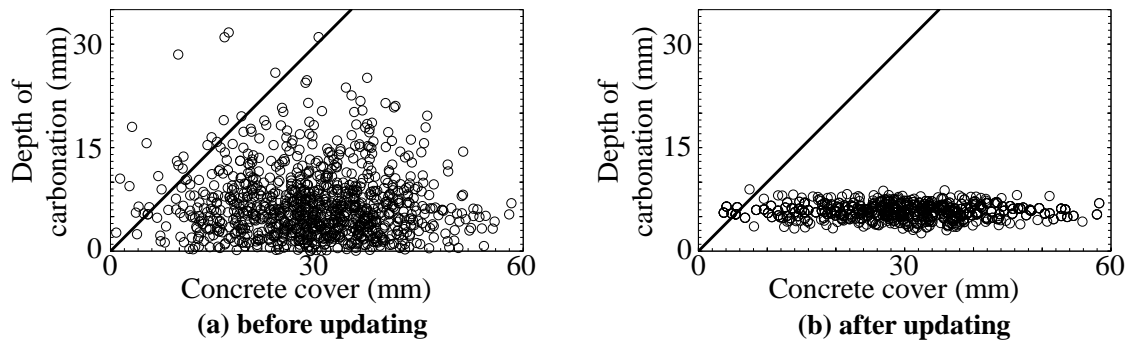 Depth of
carbonation (mm)
30
15
0
0
30
60
Concrete cover (mm)
(a) before updating
Depth of
carbonation (mm)
30
15
0
0
30
60
Concrete cover (mm)
(b) after updating